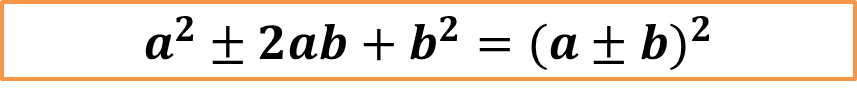 a² ± 2ab + b² = (a ± b)²